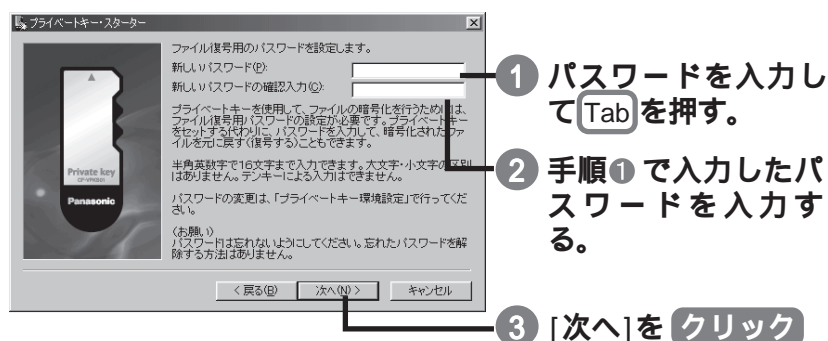 プライベートキー・スターター
ファイル復号用のパスワードを設定します。
新しいパスワード(P):
新しいパスワードの確認入力(C):
プライベートキーを使用して、ファイルの暗号化を行うためには、
ファイル復号用パスワードの設定が必要です。プライベートキー
をセットする代わりに、パスワードを入力して、暗号化されたファ
イルを元に戻す(復号する)こともできます。
半角英数字で16文字まで入力できます。大文字・小文字の区別
はありません。テンキーによる入力はできません。
パスワードの変更は、「プライベートキー環境設定」で行ってくだ
さい。
(お願い)
パスワードは忘れないようにしてください。忘れたパスワードを解
除する方法はありません。
Private key
CF-VPK001
Panasonic
< 戻る(B)
次へ(N) >
キャンセル
1 パスワードを入力し
てTabを押す。
2 手順❶で入力したパ
スワードを入力す
る。
3 [次へ]を クリック